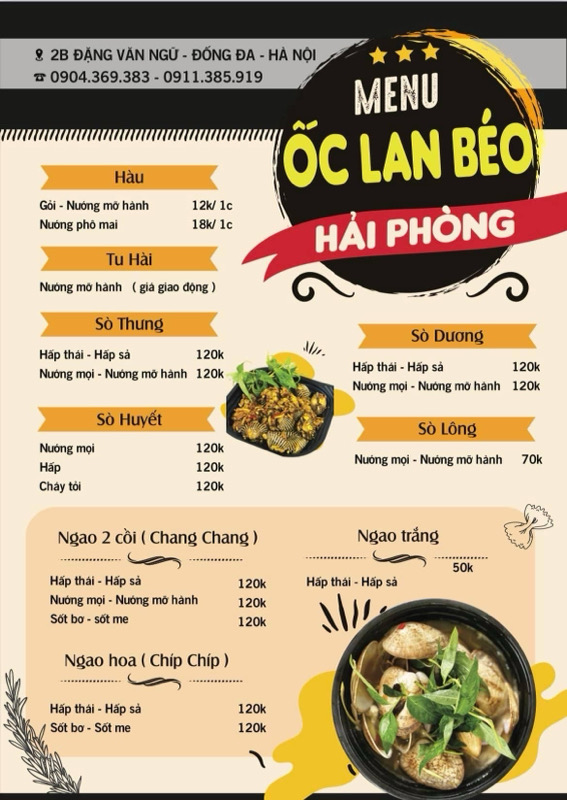 2B ĐẶNG VĂN NGỮ - ĐỐNG ĐA - HÀ NỘI
0904.369.383 - 0911.385.919
MENU
ỐC LAN BÉO
HẢI PHÒNG
Hàu
Gỏi - Nướng mỡ hành 12k/ 1c
Nướng phô mai 18k/ 1c
Tu Hài
Nướng mỡ hành ( giá giao động )
Sò Thưng
Hấp thái - Hấp sả 120k
Nướng mọi - Nướng mỡ hành 120k
Sò Huyết
Nướng mọi 120k
Hấp 120k
Cháy tỏi 120k
Sò Dương
Hấp thái - Hấp sả 120k
Nướng mọi - Nướng mỡ hành 120k
Sò Lông
Nướng mọi - Nướng mỡ hành 70k
Ngao 2 cồi ( Chang Chang )
Hấp thái - Hấp sả 120k
Nướng mọi - Nướng mỡ hành 120k
Sốt bơ - sốt me 120k
Ngao hoa ( Chíp Chíp )
Hấp thái - Hấp sả 120k
Sốt bơ - Sốt me 120k
Ngao trắng
50k
Hấp thái - Hấp sả